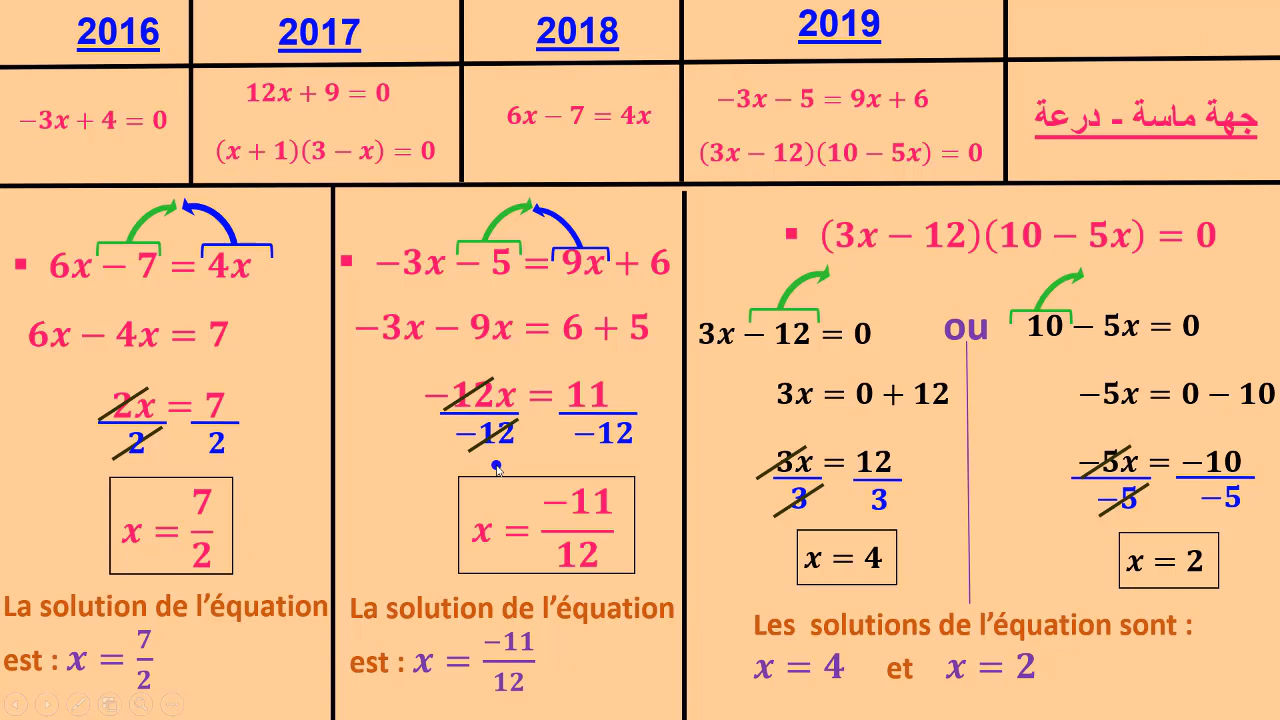 2016
2017
2018
2019
−3x + 4 = 0
12x + 9 = 0
(x + 1)(3 − x) = 0
6x − 7 = 4x
−3x − 5 = 9x + 6
(3x − 12)(10 − 5x) = 0
جهة ماسة - درعة
▪ 6x − 7 = 4x
6x − 4x = 7
2x/2 = 7/2
x = 7/2
La solution de l’équation
est : x = 7/2
▪ −3x − 5 = 9x + 6
−3x − 9x = 6 + 5
−12x/−12 = 11/−12
x = −11/12
La solution de l’équation
est : x = −11/12
▪ (3x − 12)(10 − 5x) = 0
3x − 12 = 0 ou 10 − 5x = 0
3x = 0 + 12
−5x = 0 − 10
3x/3 = 12/3
−5x/−5 = −10/−5
x = 4
x = 2
Les solutions de l’équation sont :
x = 4 et x = 2